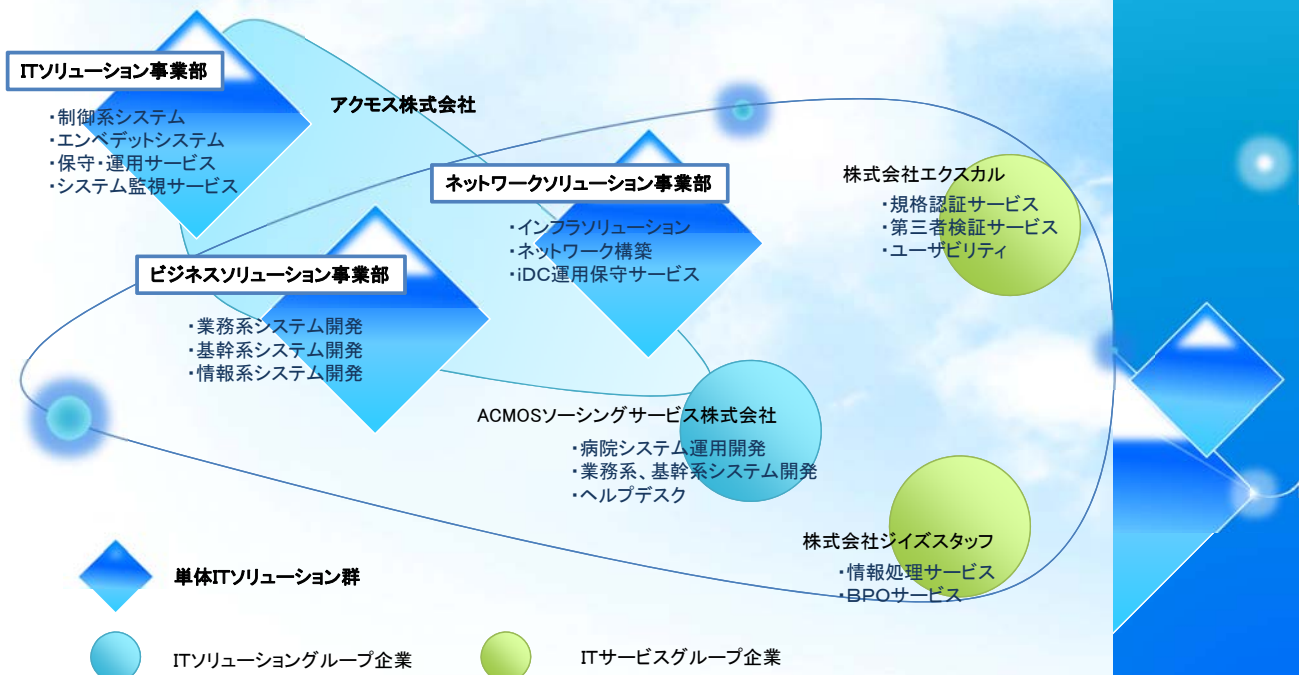 ITソリューション事業部
・制御系システム
・エンベデットシステム
・保守・運用サービス
・システム監視サービス
アクモス株式会社
ネットワークソリューション事業部
・インフラソリューション
・ネットワーク構築
・iDC運用保守サービス
株式会社エクスカル
・規格認証サービス
・第三者検証サービス
・ユーザビリティ
ビジネスソリューション事業部
・業務系システム開発
・基幹系システム開発
・情報系システム開発
ACMOSソーシングサービス株式会社
・病院システム運用開発
・業務系、基幹系システム開発
・ヘルプデスク
株式会社ジイズスタッフ
・情報処理サービス
・BPOサービス
単体ITソリューション群
ITソリューショングループ企業
ITサービスグループ企業